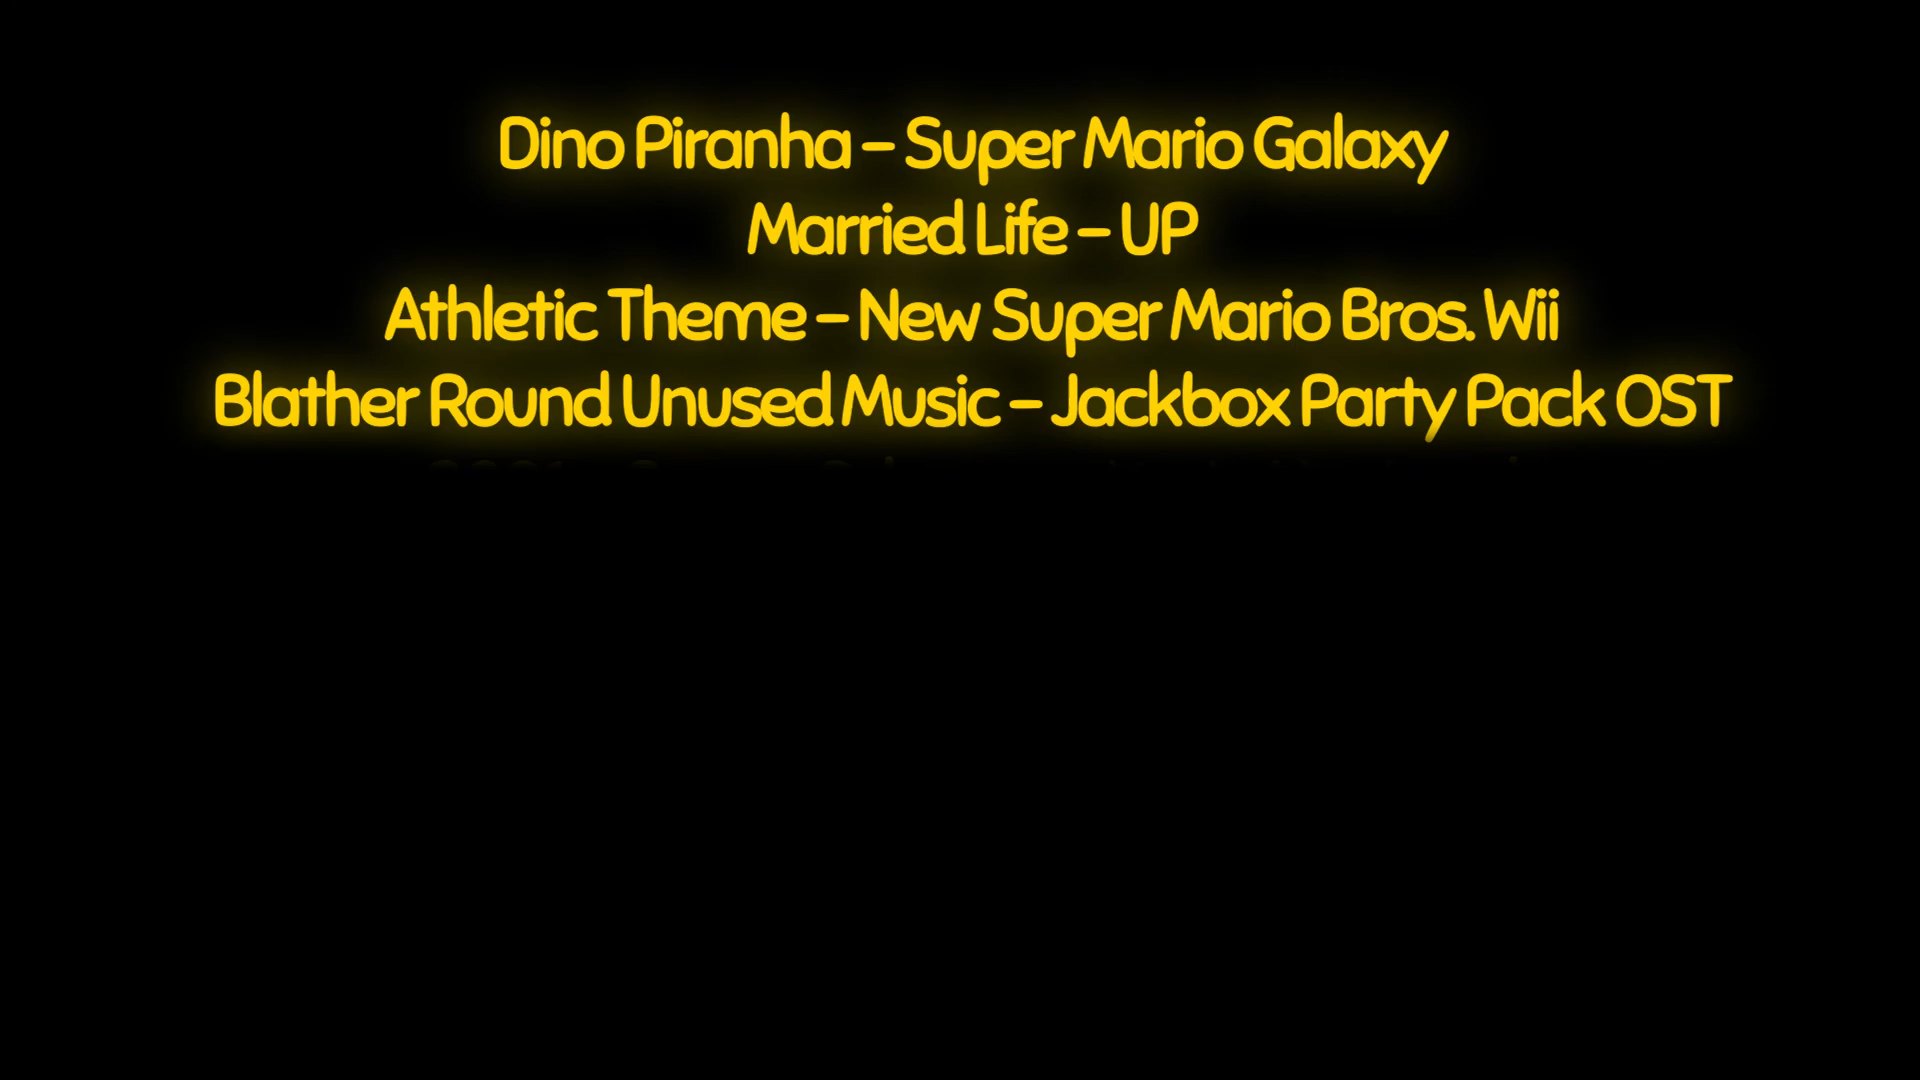 Dino Piranha – Super Mario Galaxy
Married Life – UP
Athletic Theme – New Super Mario Bros. Wii
Blather Round Unused Music – Jackbox Party Pack OST